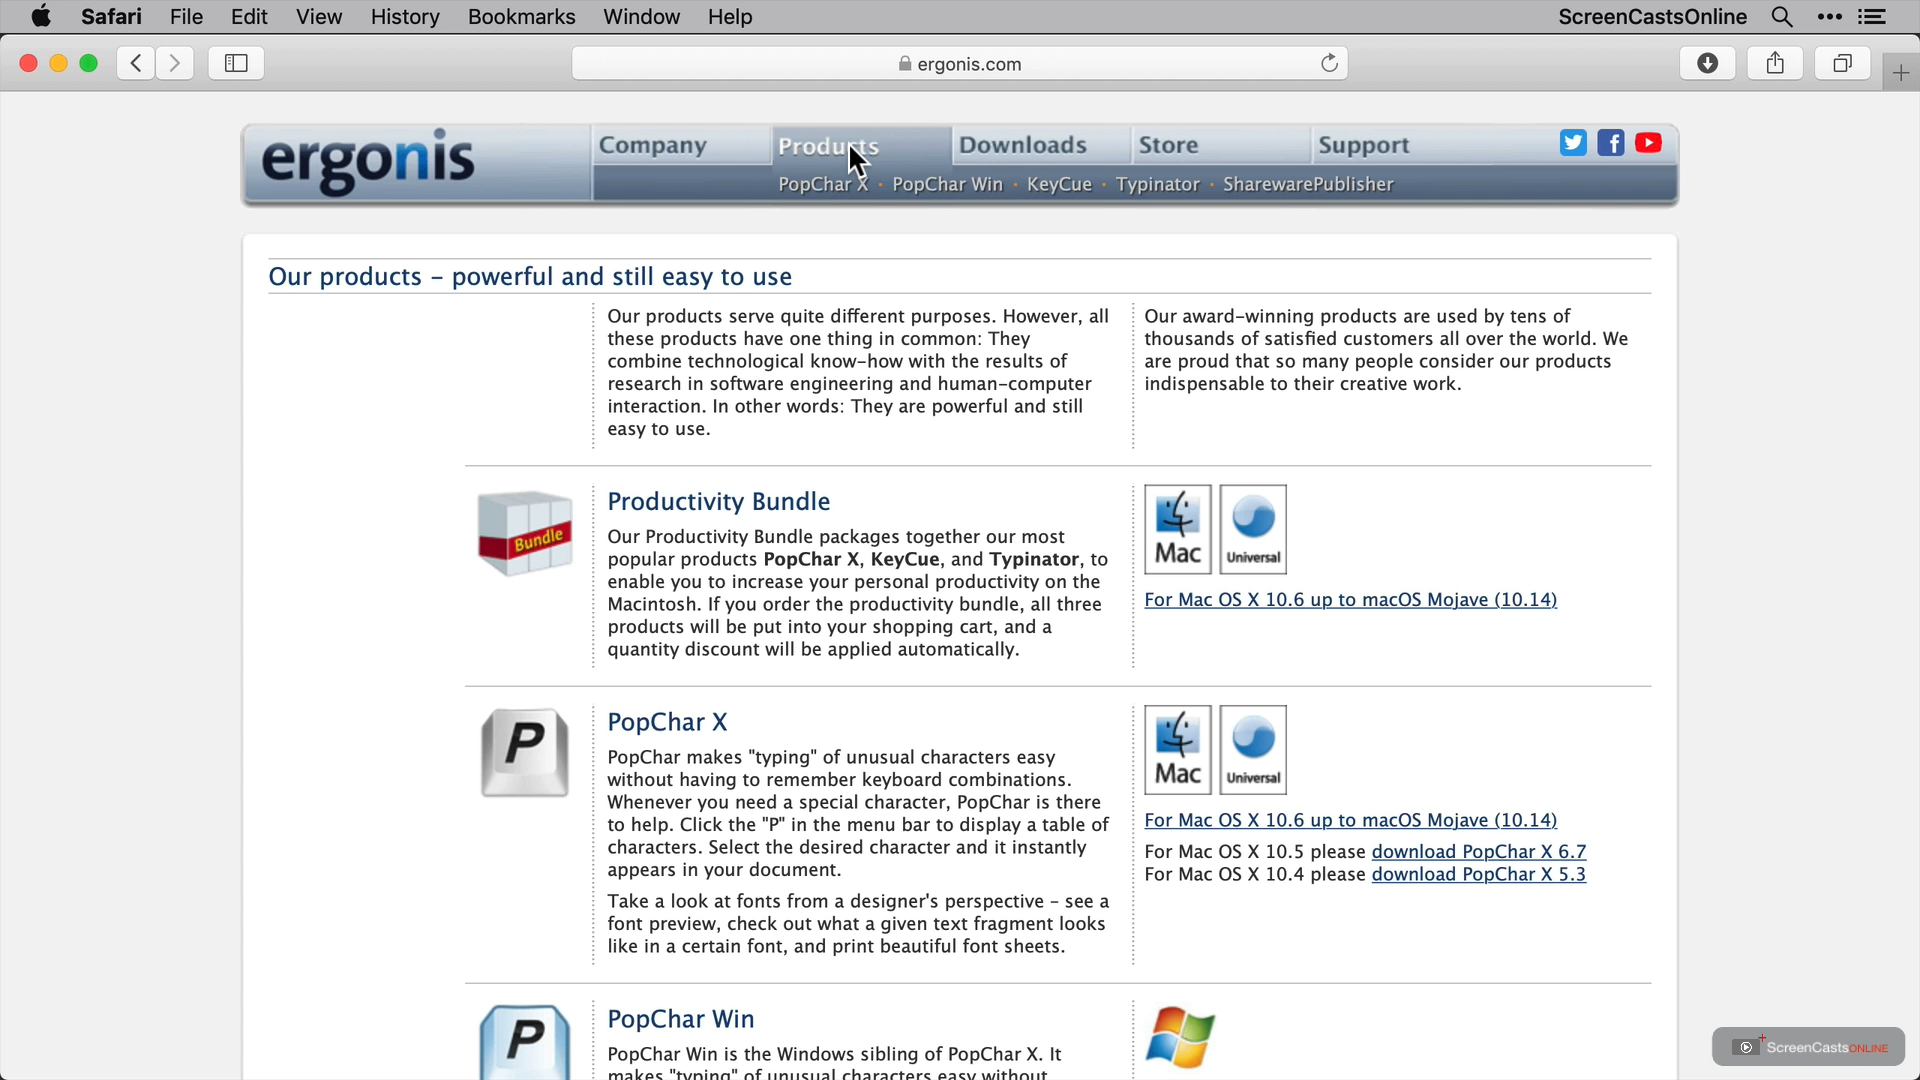 Safari File Edit View History Bookmarks Window Help ScreenCastsOnline
ergonis.com
ergonis Company Products Downloads Store Support
PopChar X · PopChar Win · KeyCue · Typinator · SharewarePublisher
Our products – powerful and still easy to use
Our products serve quite different purposes. However, all
these products have one thing in common: They
combine technological know-how with the results of
research in software engineering and human-computer
interaction. In other words: They are powerful and still
easy to use.
Our award-winning products are used by tens of
thousands of satisfied customers all over the world. We
are proud that so many people consider our products
indispensable to their creative work.
Bundle
Productivity Bundle
Our Productivity Bundle packages together our most
popular products PopChar X, KeyCue, and Typinator, to
enable you to increase your personal productivity on the
Macintosh. If you order the productivity bundle, all three
products will be put into your shopping cart, and a
quantity discount will be applied automatically.
Mac Universal
For Mac OS X 10.6 up to macOS Mojave (10.14)
P
PopChar X
PopChar makes "typing" of unusual characters easy
without having to remember keyboard combinations.
Whenever you need a special character, PopChar is there
to help. Click the "P" in the menu bar to display a table of
characters. Select the desired character and it instantly
appears in your document.
Take a look at fonts from a designer's perspective – see a
font preview, check out what a given text fragment looks
like in a certain font, and print beautiful font sheets.
Mac Universal
For Mac OS X 10.6 up to macOS Mojave (10.14)
For Mac OS X 10.5 please download PopChar X 6.7
For Mac OS X 10.4 please download PopChar X 5.3
P
PopChar Win
PopChar Win is the Windows sibling of PopChar X. It
makes "typing" of unusual characters easy without
ScreenCastsONLINE